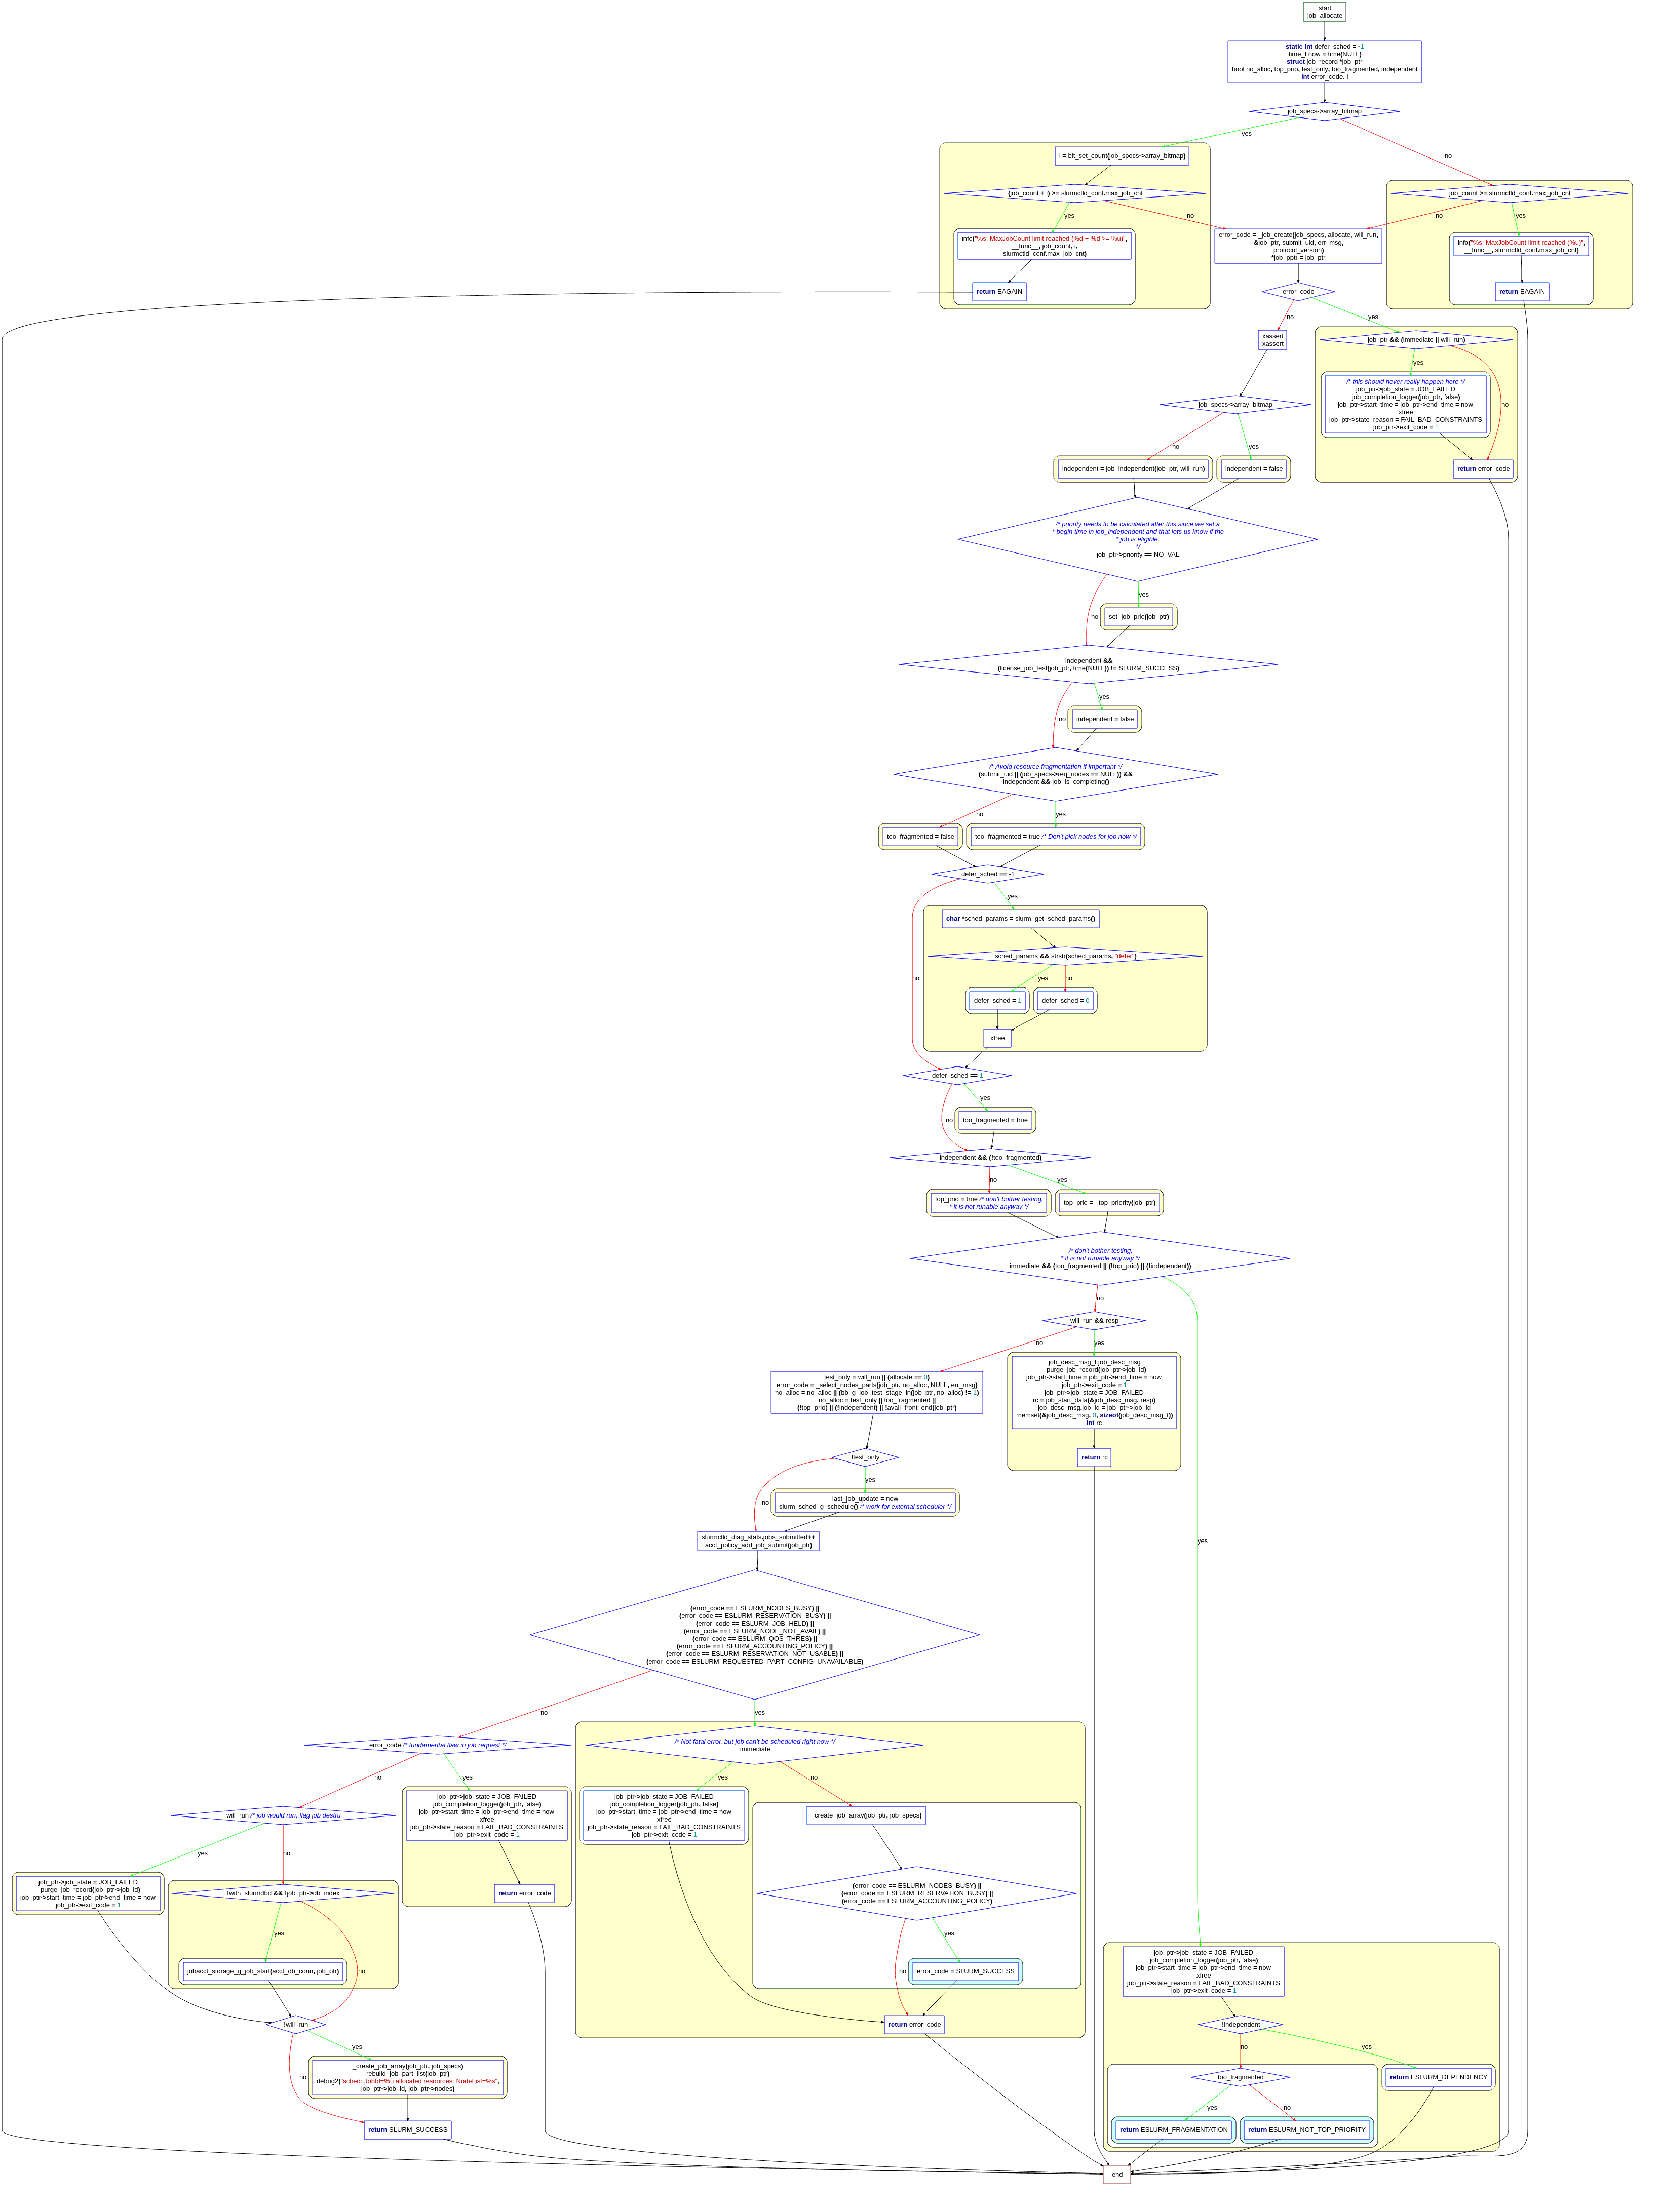 start
job_allocate
static int defer_sched = -1
time_t now = time(NULL)
struct job_record *job_ptr
bool no_alloc, top_prio, test_only, too_fragmented, independent
int error_code, i
job_specs->array_bitmap
yes
no
i = bit_set_count(job_specs->array_bitmap)
(job_count + i) >= slurmctld_conf.max_job_cnt
job_count >= slurmctld_conf.max_job_cnt
yes
no
no
yes
info("%s: MaxJobCount limit reached (%d + %d >= %u)",
__func__, job_count, i,
slurmctld_conf.max_job_cnt)
error_code = _job_create(job_specs, allocate, will_run,
&job_ptr, submit_uid, err_msg,
protocol_version)
*job_pptr = job_ptr
info("%s: MaxJobCount limit reached (%u)",
__func__, slurmctld_conf.max_job_cnt)
return EAGAIN
error_code
return EAGAIN
no
yes
xassert
xassert
job_ptr && (immediate || will_run)
yes
no
/* this should never really happen here */
job_ptr->job_state = JOB_FAILED
job_completion_logger(job_ptr, false)
job_ptr->start_time = job_ptr->end_time = now
xfree
job_ptr->state_reason = FAIL_BAD_CONSTRAINTS
job_ptr->exit_code = 1
return error_code
job_specs->array_bitmap
no
yes
independent = job_independent(job_ptr, will_run)
independent = false
/* priority needs to be calculated after this since we set a
* begin time in job_independent and that lets us know if the
* job is eligible.
*/
job_ptr->priority == NO_VAL
yes
no
set_job_prio(job_ptr)
independent &&
(license_job_test(job_ptr, time(NULL)) != SLURM_SUCCESS)
yes
no
independent = false
/* Avoid resource fragmentation if important */
(submit_uid || (job_specs->req_nodes == NULL)) &&
independent && job_is_completing()
no
yes
too_fragmented = false
too_fragmented = true /* Don't pick nodes for job now */
defer_sched == -1
yes
no
char *sched_params = slurm_get_sched_params()
sched_params && strstr(sched_params, "defer")
yes
no
defer_sched = 1
defer_sched = 0
xfree
defer_sched == 1
yes
no
too_fragmented = true
independent && (!too_fragmented)
no
yes
top_prio = true /* don't bother testing,
* it is not runable anyway */
top_prio = _top_priority(job_ptr)
/* don't bother testing,
* it is not runable anyway */
immediate && (too_fragmented || (!top_prio) || (!independent))
no
yes
will_run && resp
no
yes
test_only = will_run || (allocate == 0)
error_code = _select_nodes_parts(job_ptr, no_alloc, NULL, err_msg)
no_alloc = no_alloc || (bb_g_job_test_stage_in(job_ptr, no_alloc) != 1)
no_alloc = test_only || too_fragmented ||
(!top_prio) || (!independent) || !avail_front_end(job_ptr)
job_desc_msg_t job_desc_msg
_purge_job_record(job_ptr->job_id)
job_ptr->start_time = job_ptr->end_time = now
job_ptr->exit_code = 1
job_ptr->job_state = JOB_FAILED
rc = job_start_data(&job_desc_msg, resp)
job_desc_msg.job_id = job_ptr->job_id
memset(&job_desc_msg, 0, sizeof(job_desc_msg_t))
int rc
return rc
!test_only
yes
no
last_job_update = now
slurm_sched_g_schedule() /* work for external scheduler */
slurmctld_diag_stats.jobs_submitted++
acct_policy_add_job_submit(job_ptr)
(error_code == ESLURM_NODES_BUSY) ||
(error_code == ESLURM_RESERVATION_BUSY) ||
(error_code == ESLURM_JOB_HELD) ||
(error_code == ESLURM_NODE_NOT_AVAIL) ||
(error_code == ESLURM_QOS_THRES) ||
(error_code == ESLURM_ACCOUNTING_POLICY) ||
(error_code == ESLURM_RESERVATION_NOT_USABLE) ||
(error_code == ESLURM_REQUESTED_PART_CONFIG_UNAVAILABLE)
no
yes
error_code /* fundamental flaw in job request */
no
yes
/* Not fatal error, but job can't be scheduled right now */
immediate
yes
no
job_ptr->job_state = JOB_FAILED
job_completion_logger(job_ptr, false)
job_ptr->start_time = job_ptr->end_time = now
xfree
job_ptr->state_reason = FAIL_BAD_CONSTRAINTS
job_ptr->exit_code = 1
job_ptr->job_state = JOB_FAILED
job_completion_logger(job_ptr, false)
job_ptr->start_time = job_ptr->end_time = now
xfree
job_ptr->state_reason = FAIL_BAD_CONSTRAINTS
job_ptr->exit_code = 1
_create_job_array(job_ptr, job_specs)
will_run /* job would run, flag job destru
yes
no
job_ptr->job_state = JOB_FAILED
_purge_job_record(job_ptr->job_id)
job_ptr->start_time = job_ptr->end_time = now
job_ptr->exit_code = 1
!with_slurmdbd && !job_ptr->db_index
return error_code
(error_code == ESLURM_NODES_BUSY) ||
(error_code == ESLURM_RESERVATION_BUSY) ||
(error_code == ESLURM_ACCOUNTING_POLICY)
yes
no
yes
no
jobacct_storage_g_job_start(acct_db_conn, job_ptr)
error_code = SLURM_SUCCESS
return error_code
!will_run
yes
no
_create_job_array(job_ptr, job_specs)
rebuild_job_part_list(job_ptr)
debug2("sched: JobId=%u allocated resources: NodeList=%s",
job_ptr->job_id, job_ptr->nodes)
return SLURM_SUCCESS
job_ptr->job_state = JOB_FAILED
job_completion_logger(job_ptr, false)
job_ptr->start_time = job_ptr->end_time = now
xfree
job_ptr->state_reason = FAIL_BAD_CONSTRAINTS
job_ptr->exit_code = 1
!independent
no
yes
too_fragmented
return ESLURM_DEPENDENCY
yes
no
return ESLURM_FRAGMENTATION
return ESLURM_NOT_TOP_PRIORITY
end